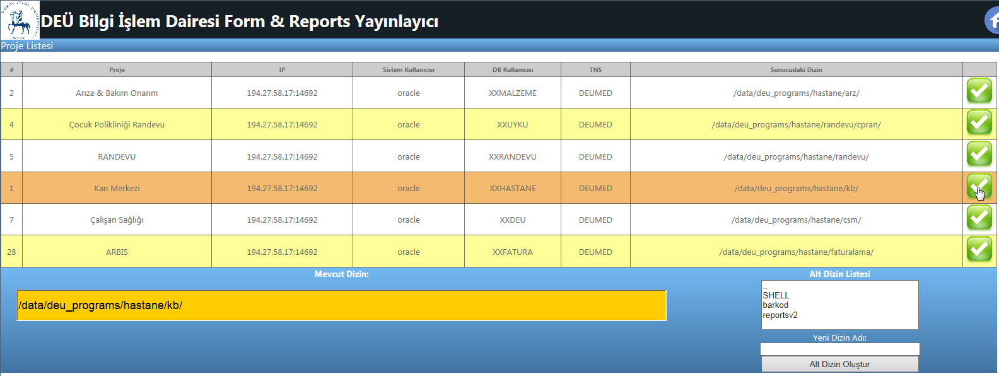 DEÜ Bilgi İşlem Dairesi Form & Reports Yayınlayıcı
Proje Listesi
# Proje IP Sistem Kullanıcısı DB Kullanıcısı TNS Sunucudaki Dizin
2 Arıza & Bakım Onarım 194.27.58.17:14692 oracle XXMALZEME DEUMED /data/deu_programs/hastane/arz/
4 Çocuk Polikliniği Randevu 194.27.58.17:14692 oracle XXUYKU DEUMED /data/deu_programs/hastane/randevu/cpran/
5 RANDEVU 194.27.58.17:14692 oracle XXRANDEVU DEUMED /data/deu_programs/hastane/randevu/
1 Kan Merkezi 194.27.58.17:14692 oracle XXHASTANE DEUMED /data/deu_programs/hastane/kb/
7 Çalışan Sağlığı 194.27.58.17:14692 oracle XXDEU DEUMED /data/deu_programs/hastane/csm/
28 ARBIS 194.27.58.17:14692 oracle XXFATURA DEUMED /data/deu_programs/hastane/faturalama/
Mevcut Dizin:
/data/deu_programs/hastane/kb/
Alt Dizin Listesi
..
SHELL
barkod
reportsv2
Yeni Dizin Adı:
Alt Dizin Oluştur